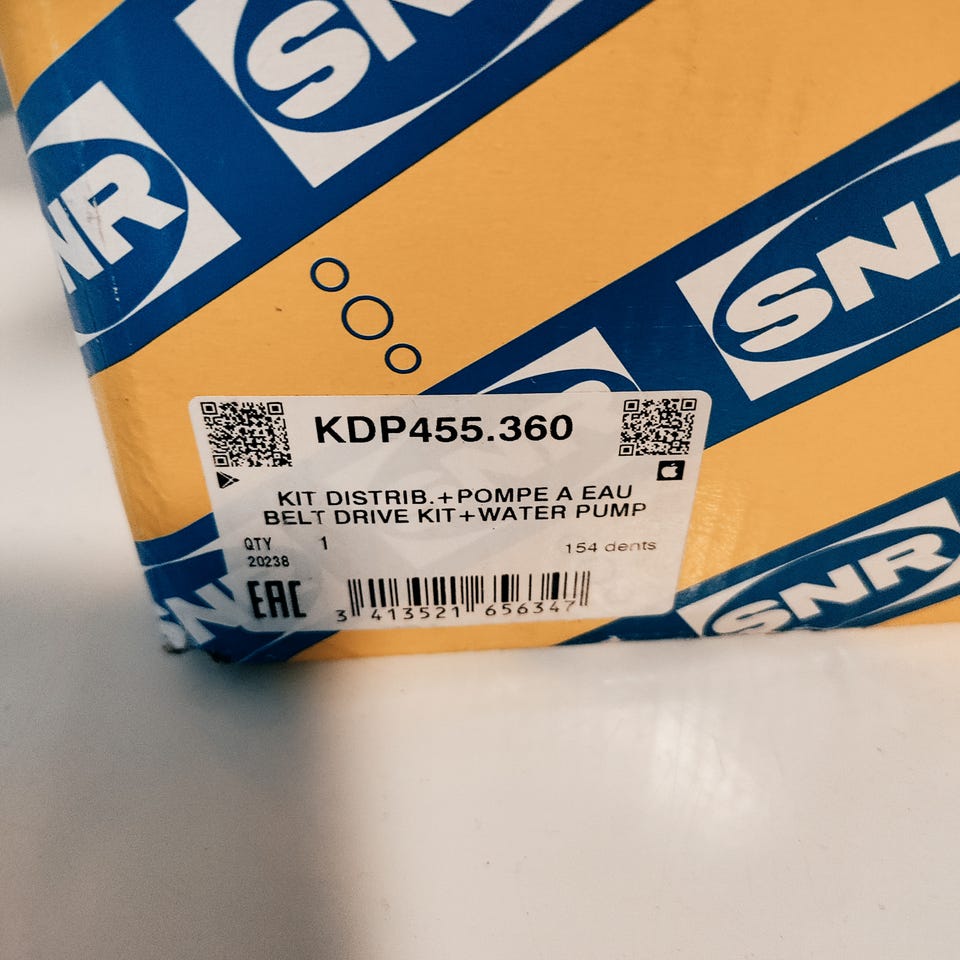 SNR
SNR
SNR
KDP455.360
KIT DISTRIB.+POMPE A EAU
BELT DRIVE KIT+WATER PUMP
QTY 1 154 dents
20238
EAC
3 413521 656347
SNR
SNR